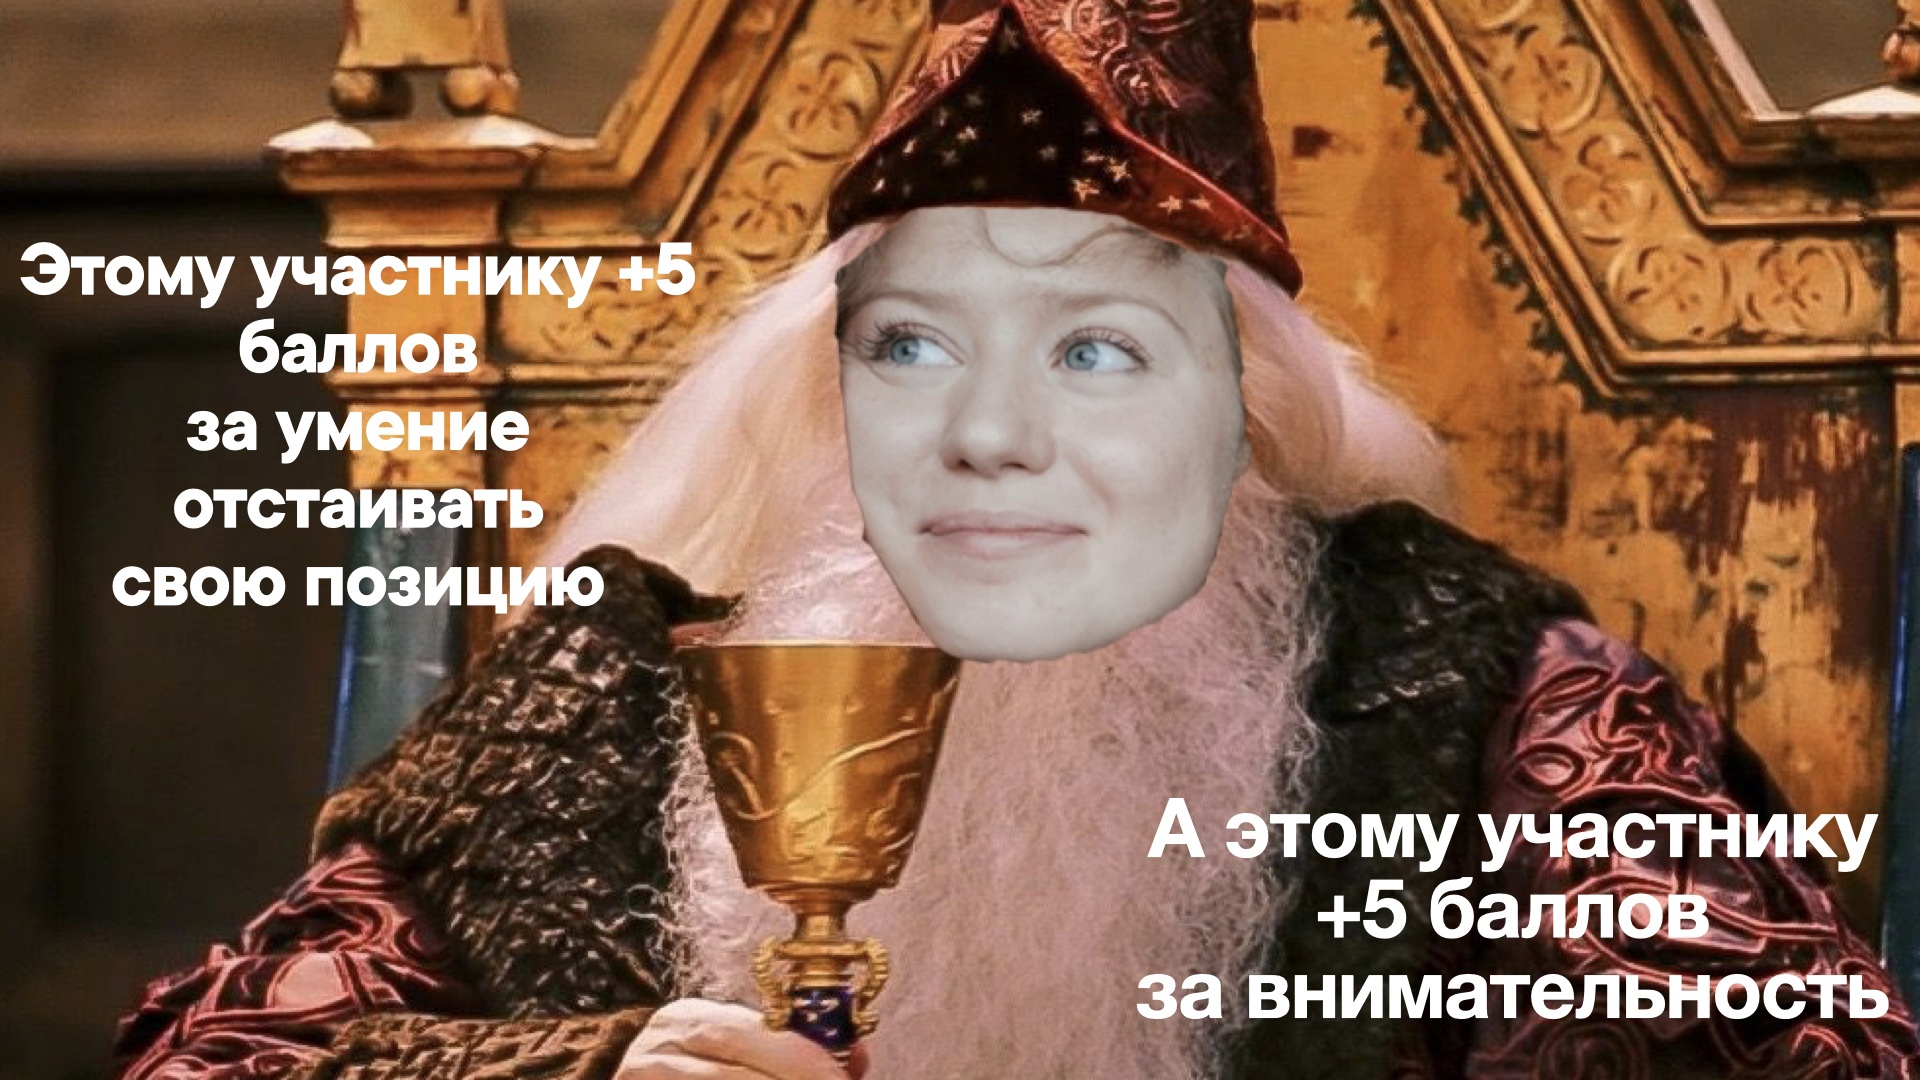 Этому участнику +5
баллов
за умение
отстаивать
свою позицию
А этому участнику
+5 баллов
за внимательность